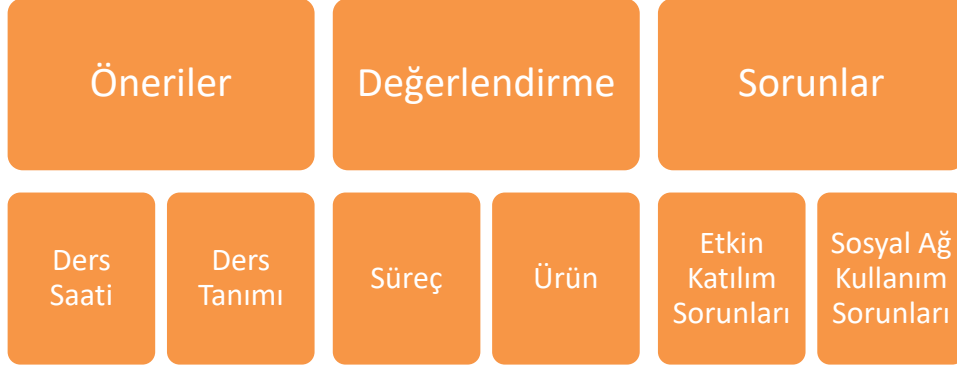 Öneriler
Değerlendirme
Sorunlar
Ders
Saati
Ders
Tanımı
Süreç
Ürün
Etkin
Katılım
Sorunları
Sosyal Ağ
Kullanım
Sorunları